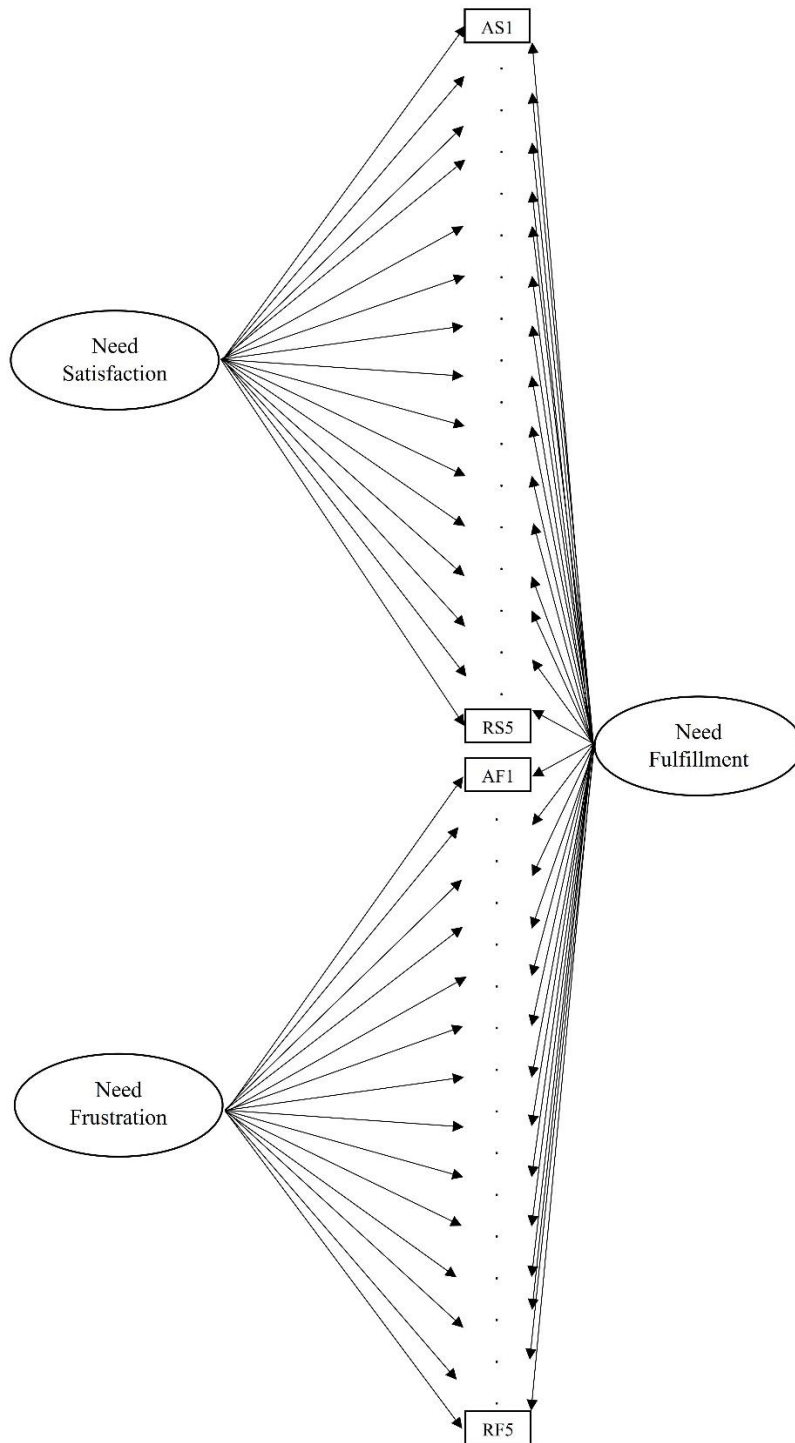 AS1
Need
Satisfaction
RS5
Need
Fulfillment
AF1
Need
Frustration
RF5